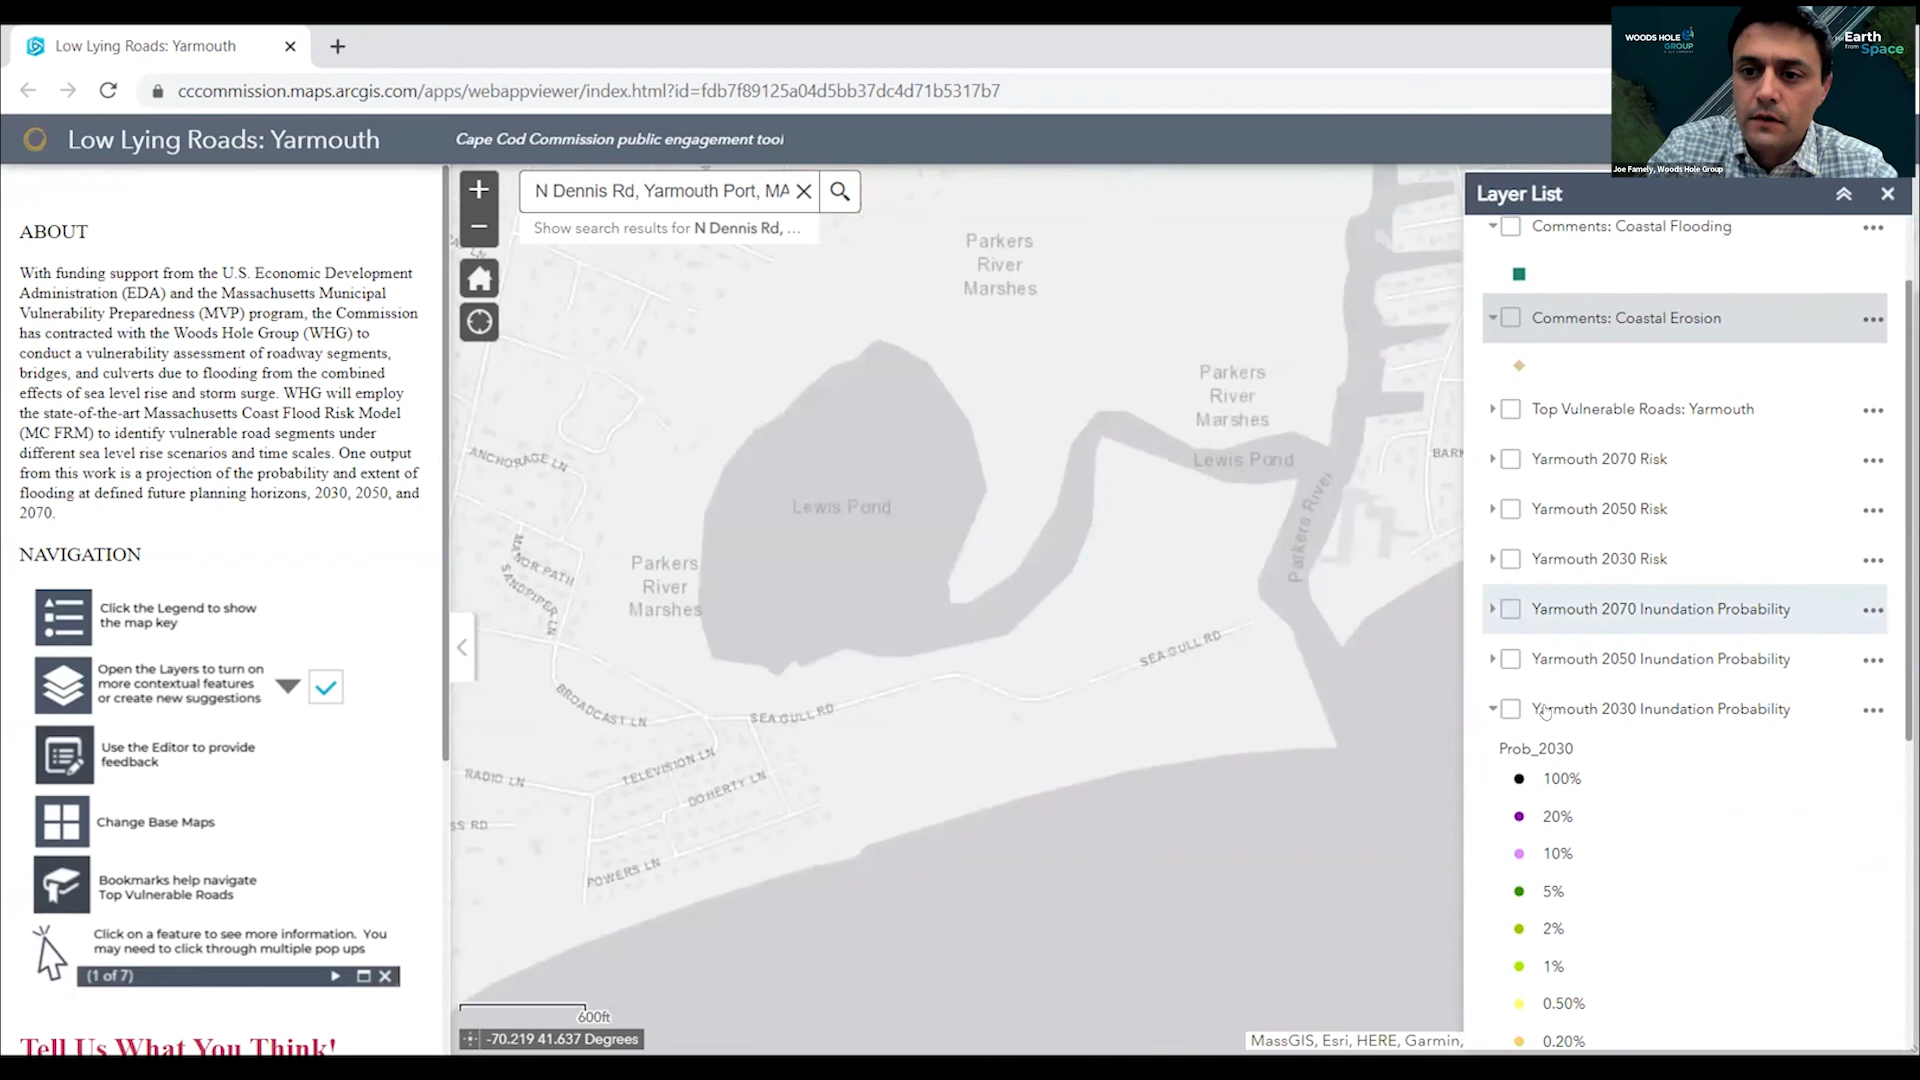 Low Lying Roads: Yarmouth
cccommission.maps.arcgis.com/apps/webappviewer/index.html?id=fdb7f89125a04d5bb37dc4d71b5317b7
Low Lying Roads: Yarmouth
Cape Cod Commission public engagement tool
WOODS HOLE
GROUP
Earth
from Space
Joe Famely, Woods Hole Group
ABOUT
With funding support from the U.S. Economic Development
Administration (EDA) and the Massachusetts Municipal
Vulnerability Preparedness (MVP) program, the Commission
has contracted with the Woods Hole Group (WHG) to
conduct a vulnerability assessment of roadway segments,
bridges, and culverts due to flooding from the combined
effects of sea level rise and storm surge. WHG will employ
the state-of-the-art Massachusetts Coast Flood Risk Model
(MC FRM) to identify vulnerable road segments under
different sea level rise scenarios and time scales. One output
from this work is a projection of the probability and extent of
flooding at defined future planning horizons, 2030, 2050, and
2070.
NAVIGATION
Click the Legend to show
the map key
Open the Layers to turn on
more contextual features
or create new suggestions
Use the Editor to provide
feedback
Change Base Maps
Bookmarks help navigate
Top Vulnerable Roads
Click on a feature to see more information. You
may need to click through multiple pop ups
(1 of 7)
Tell Us What You Think!
N Dennis Rd, Yarmouth Port, MA
Show search results for N Dennis Rd, ...
Parkers
River
Marshes
Parkers
River
Marshes
Lewis Pond
BARK
ANCHORAGE LN
Lewis Pond
Parkers River
MANOR PATH
SANDPIPER LN
Parkers
River
Marshes
SEA GULL RD
BROADCAST LN
SEA GULL RD
RADIO LN
TELEVISION LN
DOHERTY LN
SS RD
POWERS LN
600ft
-70.219 41.637 Degrees
MassGIS, Esri, HERE, Garmin,
Layer List
Comments: Coastal Flooding
Comments: Coastal Erosion
Top Vulnerable Roads: Yarmouth
Yarmouth 2070 Risk
Yarmouth 2050 Risk
Yarmouth 2030 Risk
Yarmouth 2070 Inundation Probability
Yarmouth 2050 Inundation Probability
Yarmouth 2030 Inundation Probability
Prob_2030
100%
20%
10%
5%
2%
1%
0.50%
0.20%